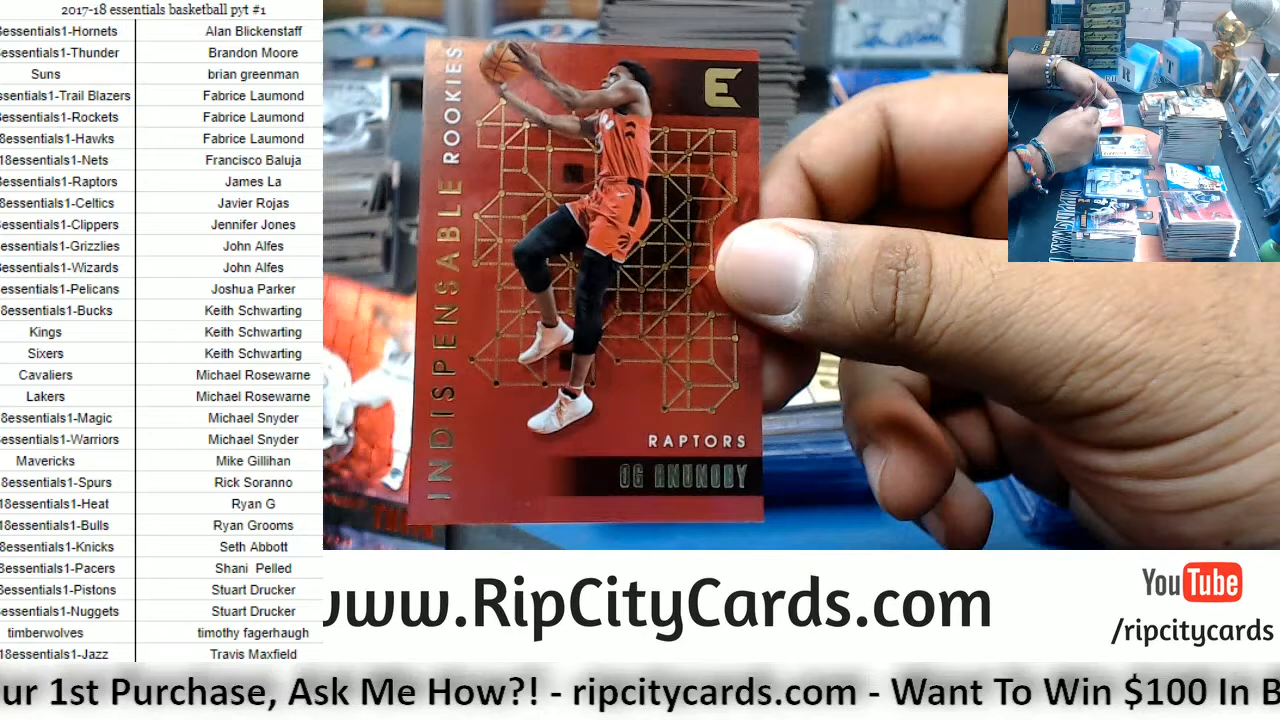 2017-18 essentials basketball pyt #1
8essentials1-Hornets Alan Blickenstaff
8essentials1-Thunder Brandon Moore
Suns brian greenman
ssentials1-Trail Blazers Fabrice Laumond
8essentials1-Rockets Fabrice Laumond
8essentials1-Hawks Fabrice Laumond
18essentials1-Nets Francisco Baluja
8essentials1-Raptors James La
8essentials1-Celtics Javier Rojas
8essentials1-Clippers Jennifer Jones
essentials1-Grizzlies John Alfes
8essentials1-Wizards John Alfes
essentials1-Pelicans Joshua Parker
8essentials1-Bucks Keith Schwarting
Kings Keith Schwarting
Sixers Keith Schwarting
Cavaliers Michael Rosewarne
Lakers Michael Rosewarne
8essentials1-Magic Michael Snyder
essentials1-Warriors Michael Snyder
Mavericks Mike Gillihan
8essentials1-Spurs Rick Soranno
18essentials1-Heat Ryan G
18essentials1-Bulls Ryan Grooms
8essentials1-Knicks Seth Abbott
8essentials1-Pacers Shani Pelled
8essentials1-Pistons Stuart Drucker
essentials1-Nuggets Stuart Drucker
timberwolves timothy fagerhaugh
18essentials1-Jazz Travis Maxfield
INDISPENSABLE ROOKIES
E
RAPTORS
OG ANUNOBY
R T
www.RipCityCards.com
YouTube
/ripcitycards
ur 1st Purchase, Ask Me How?! - ripcitycards.com - Want To Win $100 In B